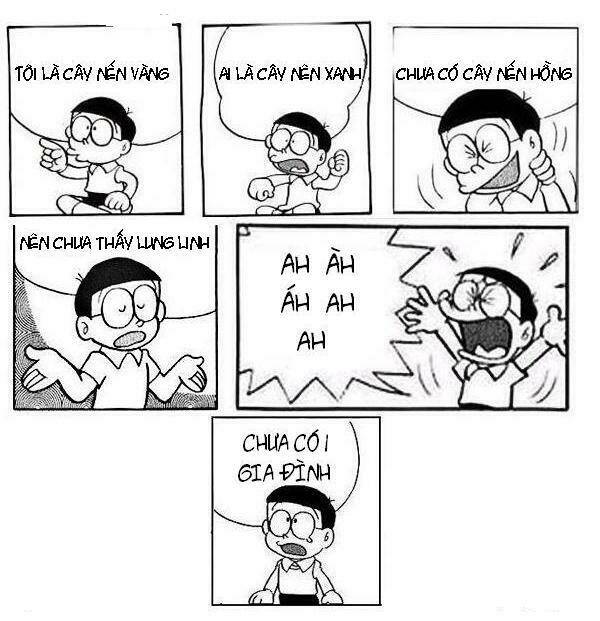 TÔI LÀ CÂY NẾN VÀNG
AI LÀ CÂY NÊN XANH
CHƯA CÓ CÂY NẾN HỒNG
NÊN CHƯA THẤY LUNG LINH
AH ÀH
ÁH AH
AH
CHƯA CÓ 1
GIA ĐÌNH